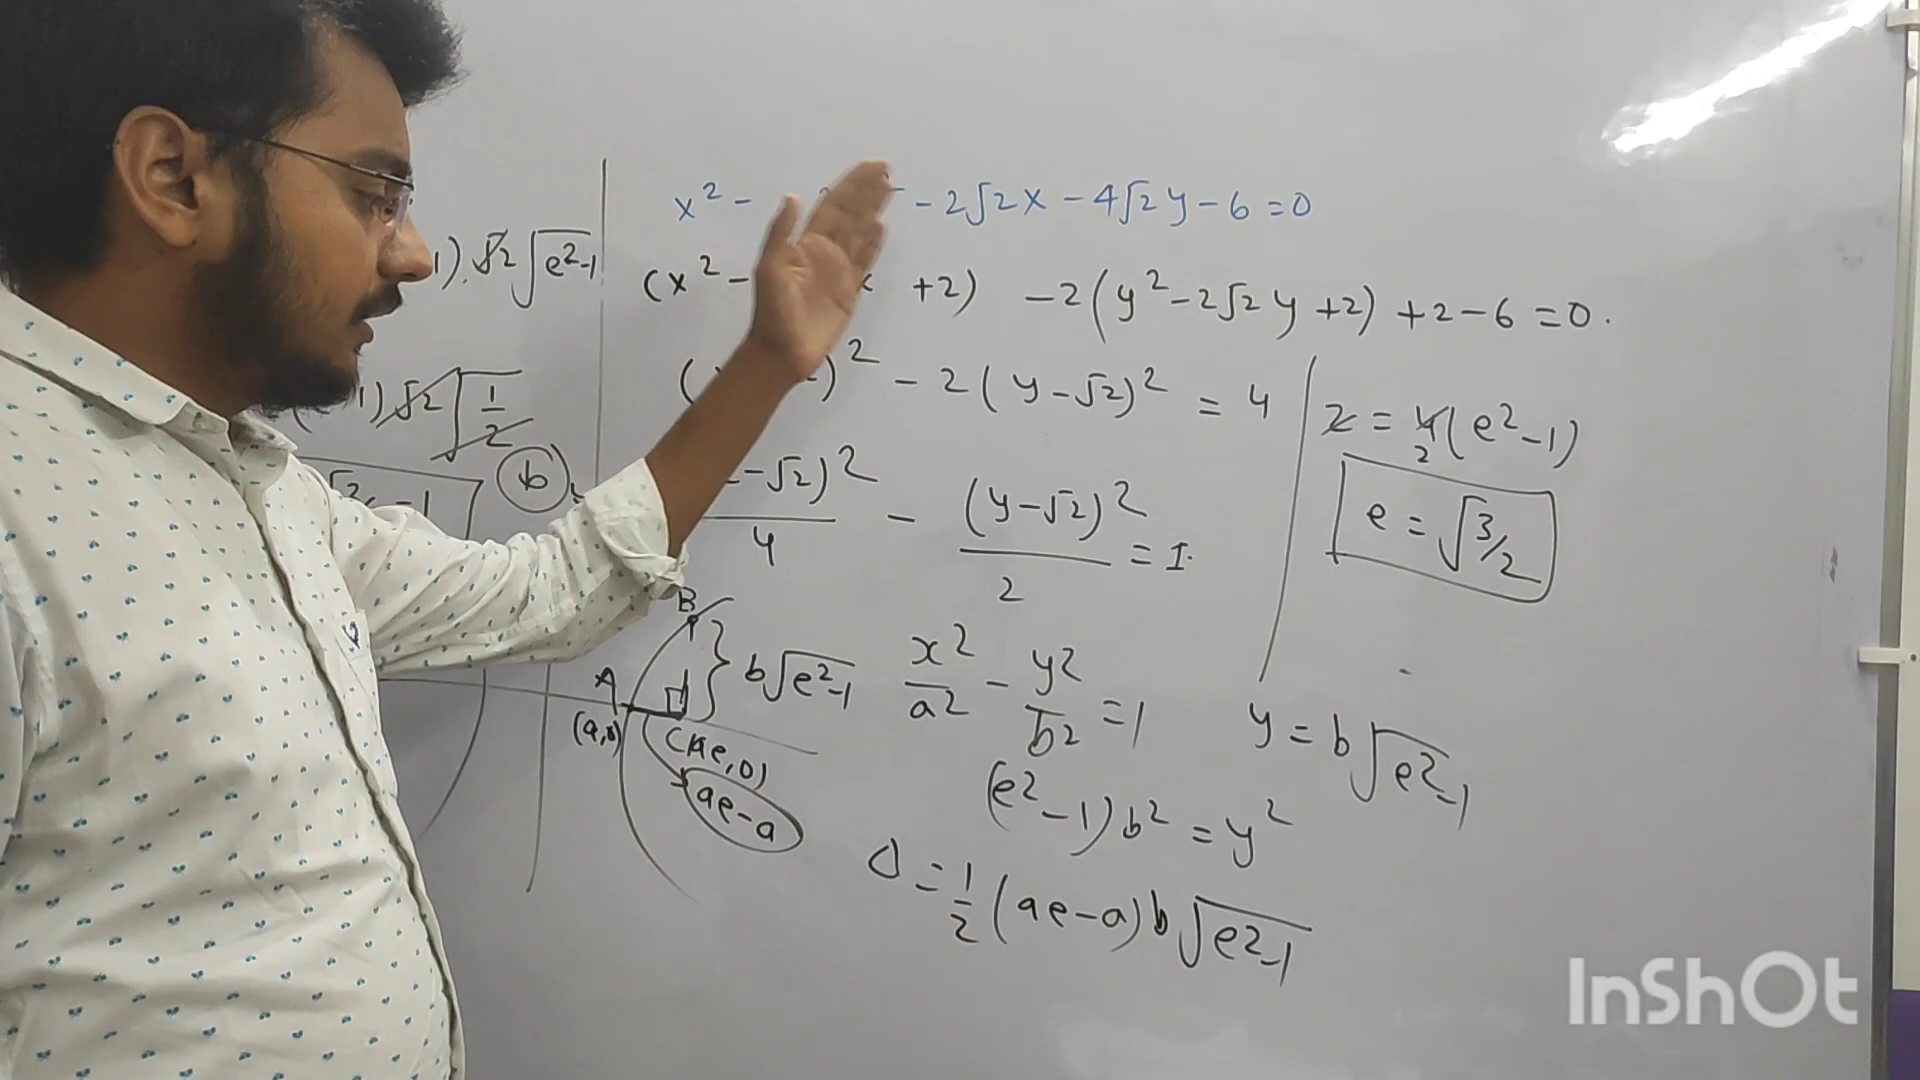 x² - - 2√2x - 4√2y - 6 = 0
1).√2√e²-1
(x² - +2) -2(y² - 2√2y + 2) + 2 - 6 = 0.
)² - 2(y-√2)² = 4
1)√2√1/2
2 = 4(e²-1)
2
b
-√2)²/4 - (y-√2)²/2 = 1.
e = √3/2
B
A
(a,0)
b√e²-1
x²/a² - y²/b² = 1
y = b√e²-1
(ae,0)
ae-a
(e²-1)b² = y²
Δ = 1/2(ae-a)b√e²-1
InShOt